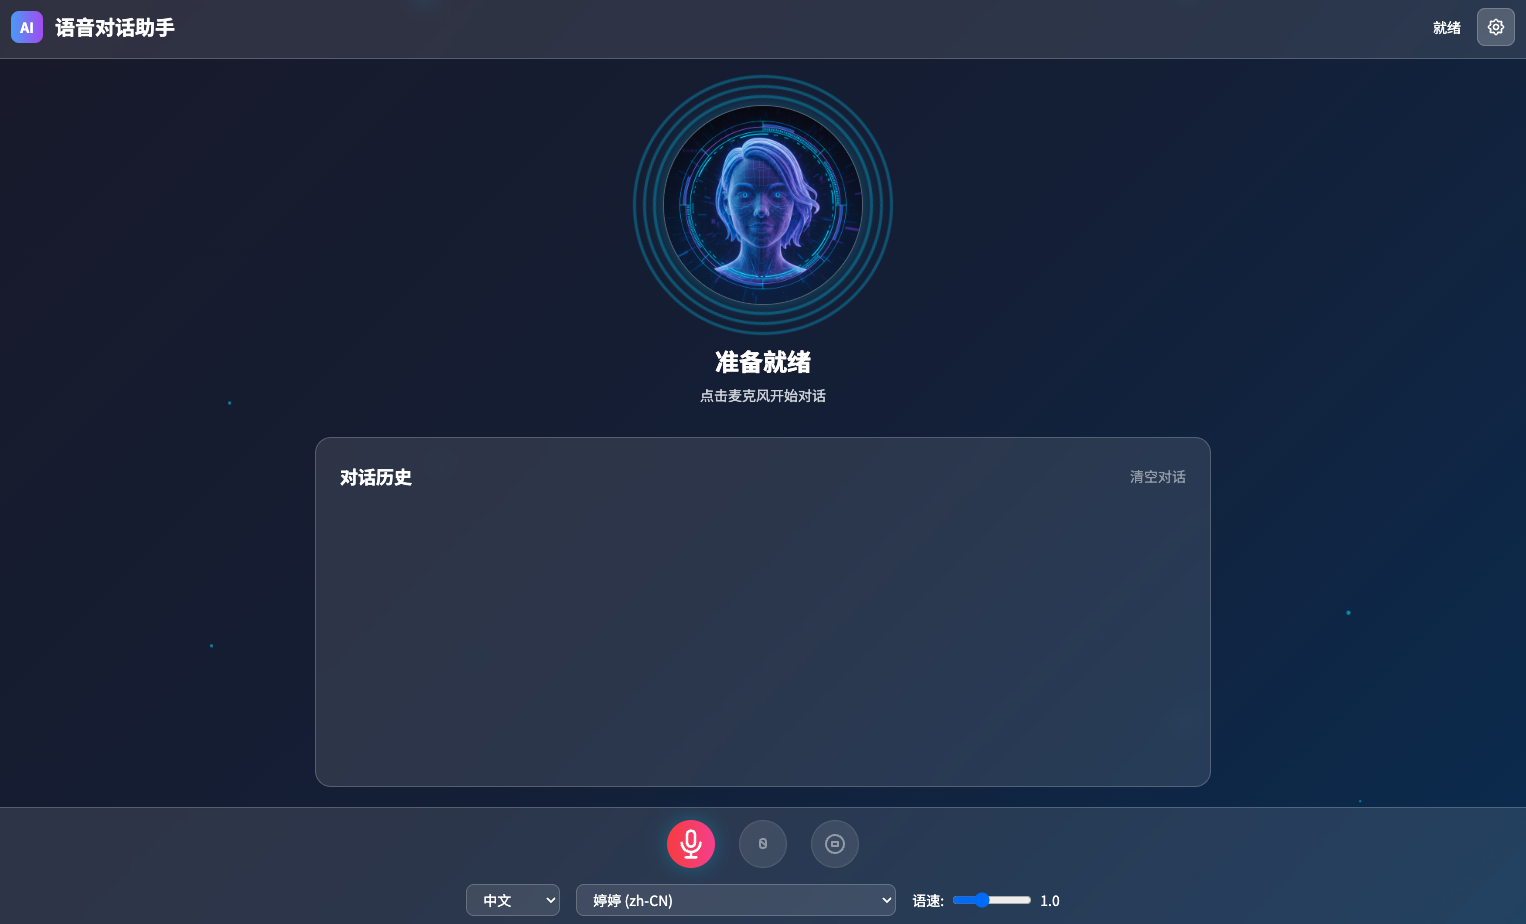 AI 语音对话助手
就绪
准备就绪
点击麦克风开始对话
对话历史
清空对话
0
中文
婷婷 (zh-CN)
语速:
1.0